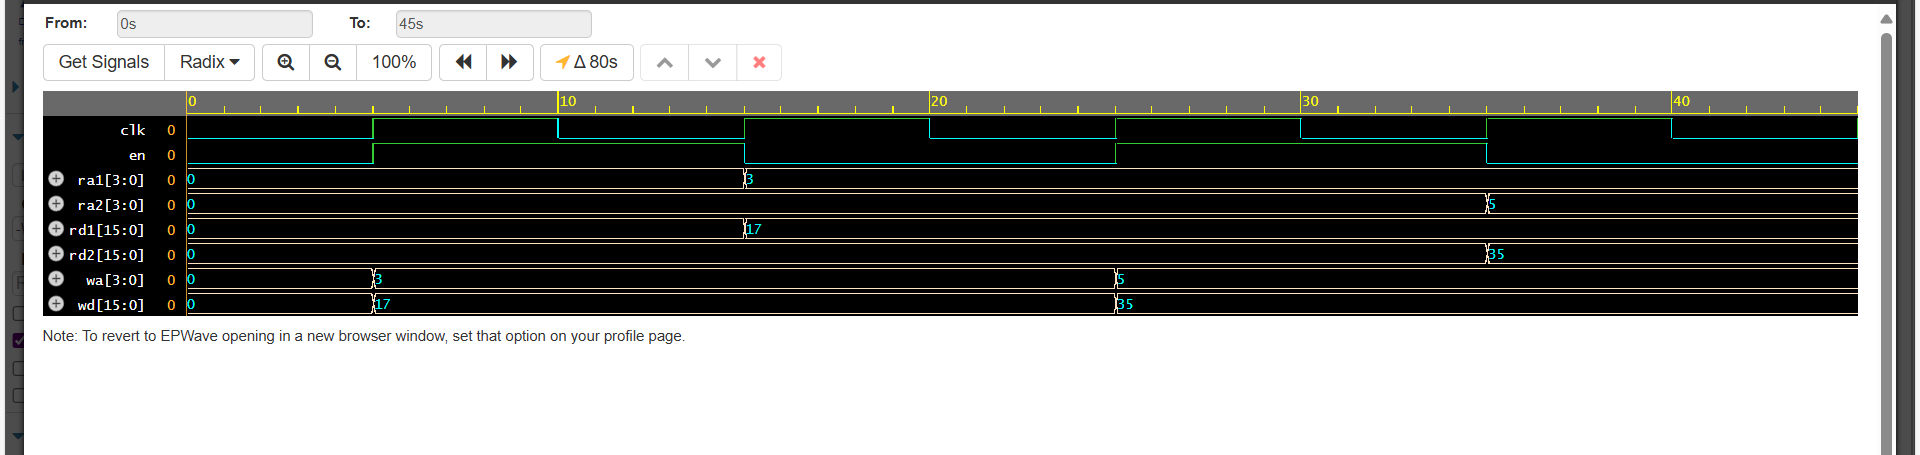 From: 0s To: 45s
Get Signals Radix 100% Δ 80s
0 10 20 30 40
clk 0
en 0
ra1[3:0] 0 0 3
ra2[3:0] 0 0 5
rd1[15:0] 0 0 17
rd2[15:0] 0 0 35
wa[3:0] 0 0 3 5
wd[15:0] 0 0 17 35
Note: To revert to EPWave opening in a new browser window, set that option on your profile page.